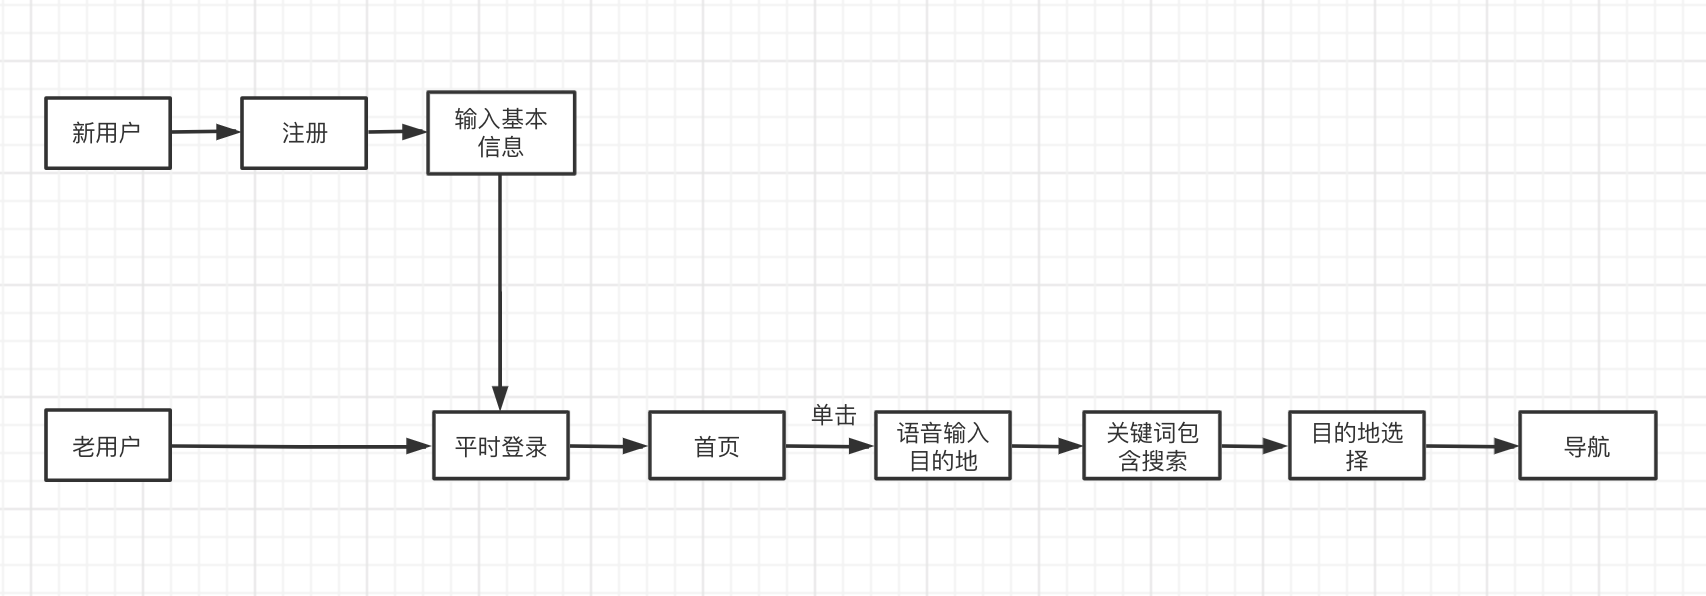 新用户
注册
输入基本
信息
老用户
平时登录
首页
单击
语音输入
目的地
关键词包
含搜索
目的地选
择
导航